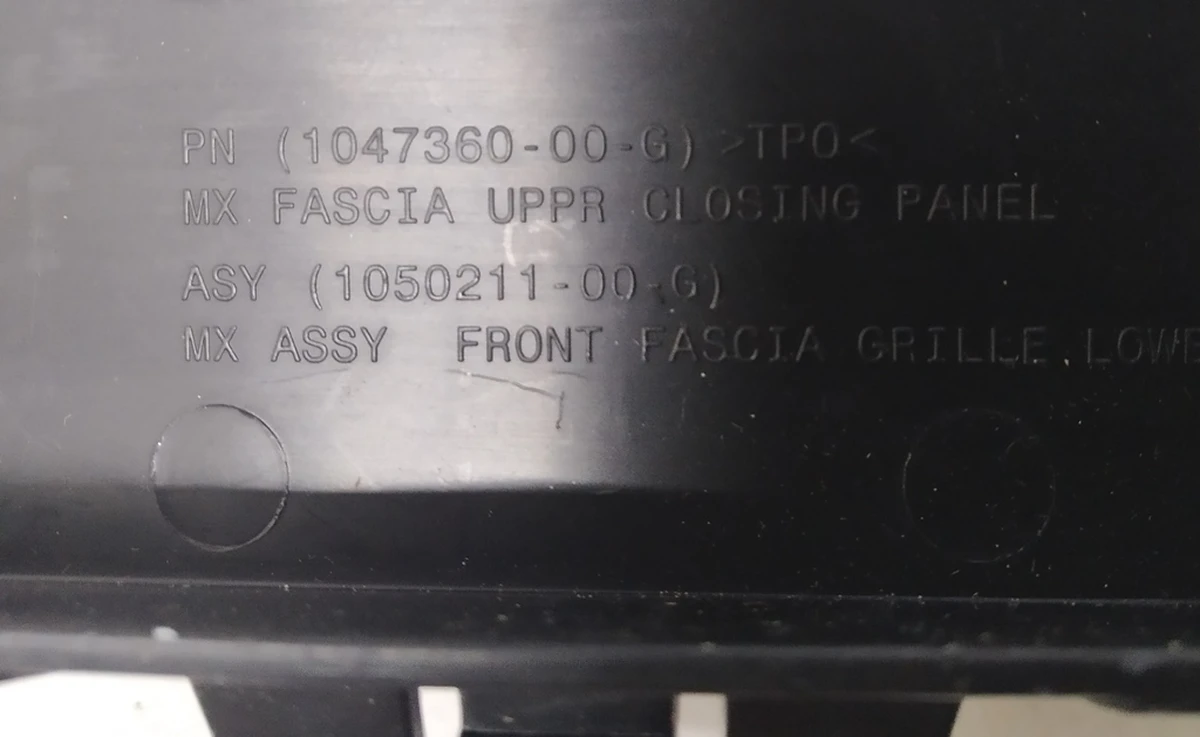 PN (1047360-00-G) >TPO<
MX FASCIA UPPR CLOSING PANEL
ASY (1050211-00-G)
MX ASSY FRONT FASCIA GRILLE